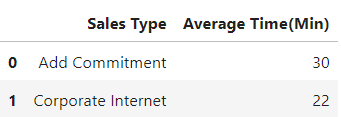 Sales Type Average Time(Min)
0 Add Commitment 30
1 Corporate Internet 22